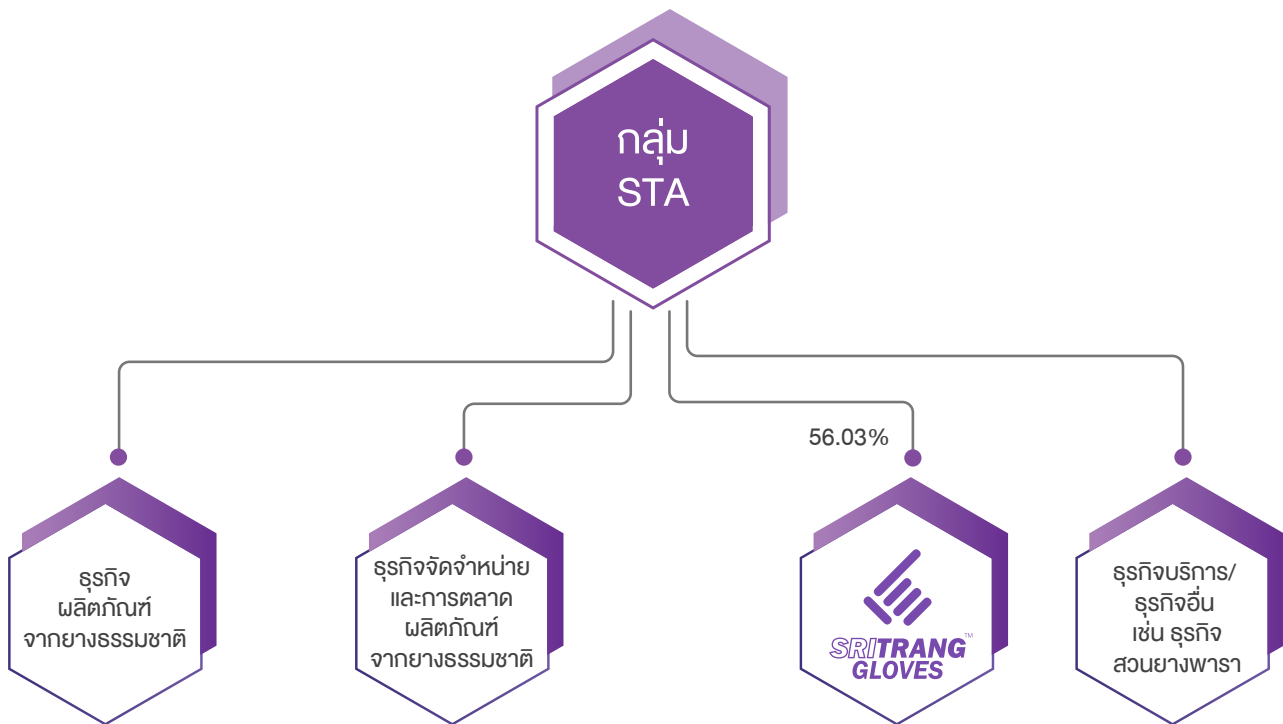 กลุ่ม
STA
56.03%
ธุรกิจ
ผลิตภัณฑ์
จากยางธรรมชาติ
ธุรกิจจัดจำหน่าย
และการตลาด
ผลิตภัณฑ์
จากยางธรรมชาติ
SRITRANG™
GLOVES
ธุรกิจบริการ/
ธุรกิจอื่น
เช่น ธุรกิจ
สวนยางพารา